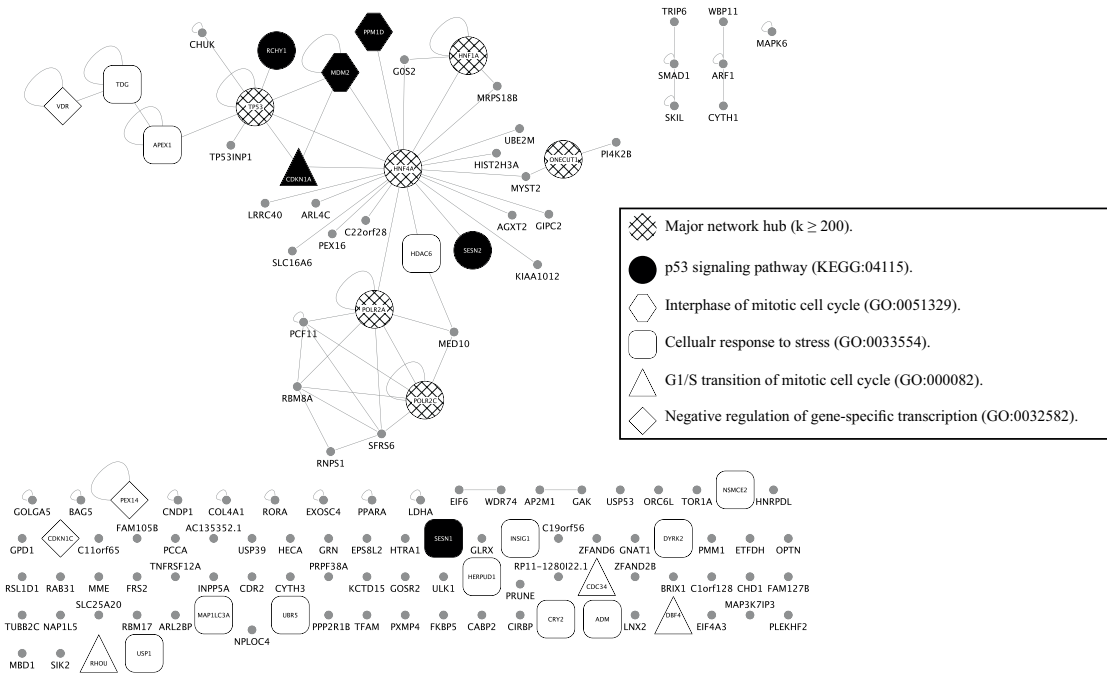 TRIP6
WBP11
CHUK
RCHY1
PPM1D
HNF1A
MAPK6
MDM2
G0S2
SMAD1
ARF1
TDG
VDR
MRPS18B
TP53
SKIL
CYTH1
APEX1
TP53INP1
UBE2M
HIST2H3A
ONECUT1
PI4K2B
CDKN1A
HNF4A
MYST2
LRRC40
ARL4C
C22orf28
AGXT2
GIPC2
PEX16
SLC16A6
HDAC6
SESN2
KIAA1012
POLR2A
PCF11
MED10
RBM8A
POLR2C
SFRS6
RNPS1
Major network hub (k ≥ 200).
p53 signaling pathway (KEGG:04115).
Interphase of mitotic cell cycle (GO:0051329).
Cellualr response to stress (GO:0033554).
G1/S transition of mitotic cell cycle (GO:000082).
Negative regulation of gene-specific transcription (GO:0032582).
GOLGA5 BAG5 PEX14 CNDP1 COL4A1 RORA EXOSC4 PPARA LDHA EIF6 WDR74 AP2M1 GAK USP53 ORC6L TOR1A NSMCE2 HNRPDL
FAM105B AC135352.1 C19orf56
GPD1 CDKN1C C11orf65 PCCA USP39 HECA GRN EPS8L2 HTRA1 SESN1 GLRX INSIG1 ZFAND6 GNAT1 DYRK2 PMM1 ETFDH OPTN
TNFRSF12A PRPF38A RP11-1280I22.1 ZFAND2B
RSL1D1 RAB31 MME FRS2 INPP5A CDR2 CYTH3 KCTD15 GOSR2 ULK1 HERPUD1 PRUNE CDC34 BRIX1 C1orf128 CHD1 FAM127B
SLC25A20 MAP3K7IP3
TUBB2C NAP1L5 RBM17 ARL2BP MAP1LC3A NPLOC4 UBR5 PPP2R1B TFAM PXMP4 FKBP5 CABP2 CIRBP CRY2 ADM LNX2 DBF4 EIF4A3 PLEKHF2
MBD1 SIK2 RHOU USP1